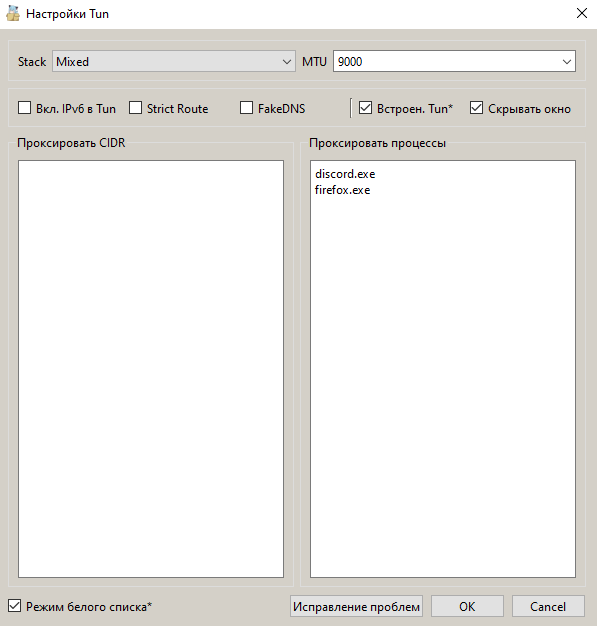 Настройки Tun
Stack Mixed MTU 9000
Вкл. IPv6 в Tun Strict Route FakeDNS Встроен. Tun* Скрывать окно
Проксировать CIDR Проксировать процессы
discord.exe
firefox.exe
Режим белого списка* Исправление проблем OK Cancel